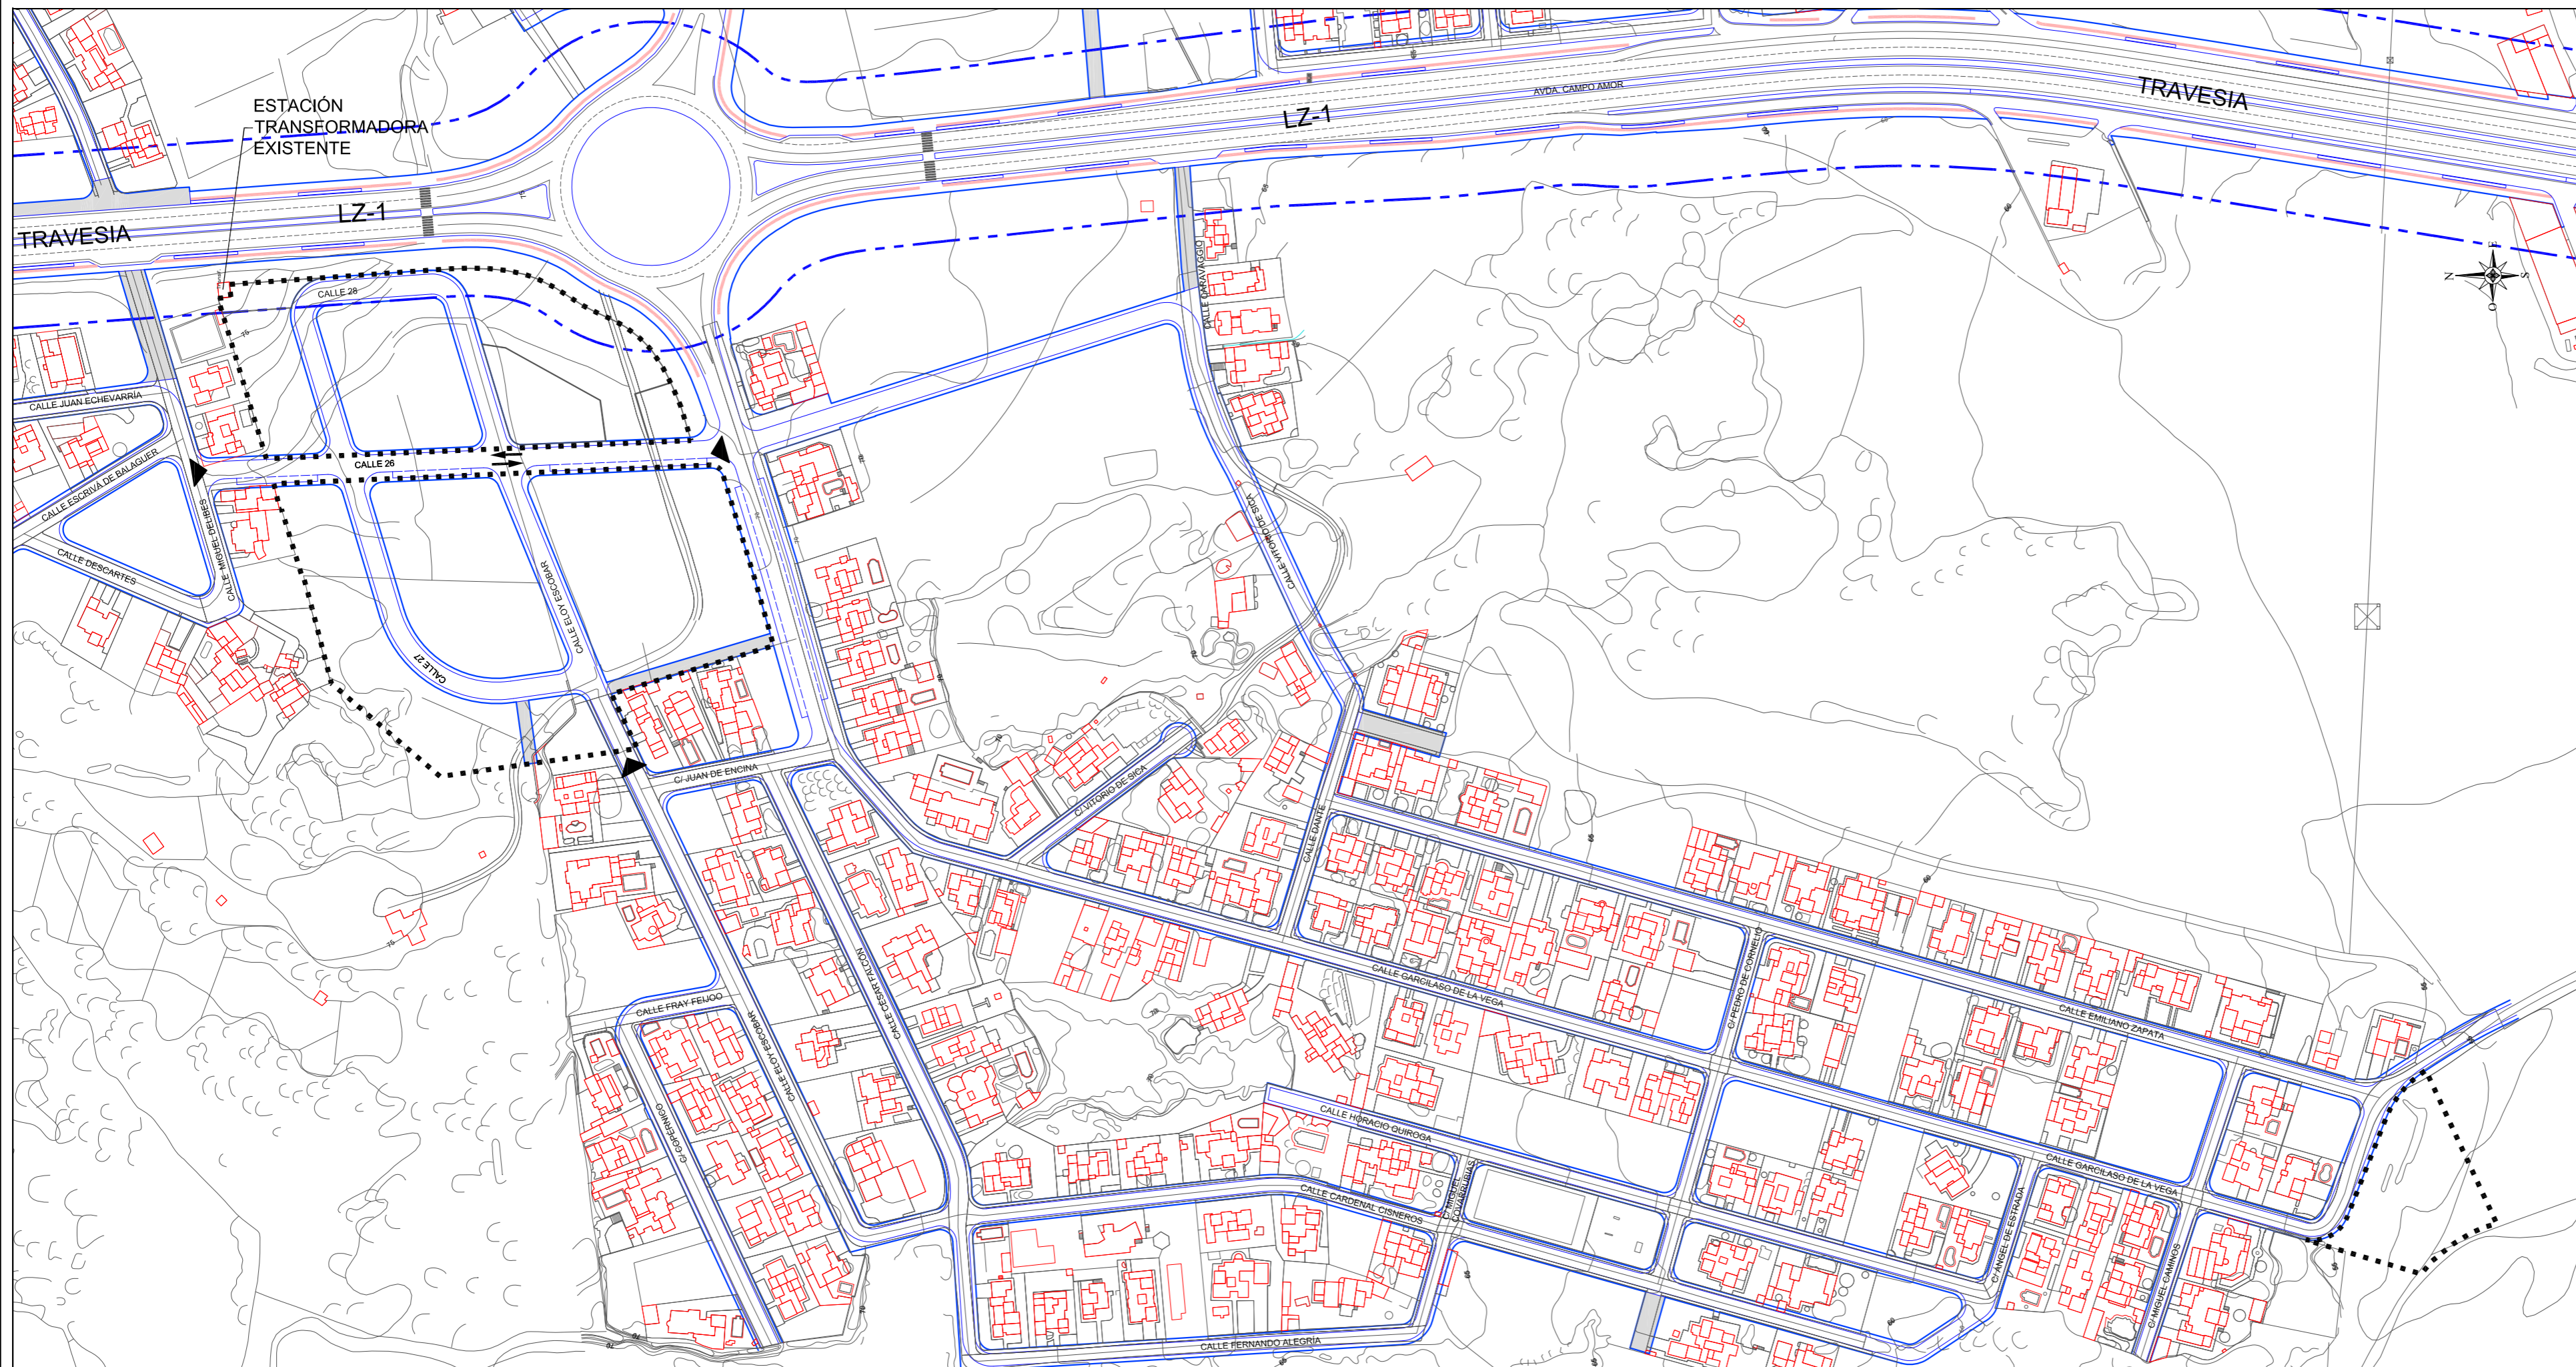 ESTACIÓN
TRANSFORMADORA
EXISTENTE
LZ-1
TRAVESIA
LZ-1
AVDA. CAMPO AMOR
TRAVESIA
N
E
S
O
CALLE 28
CALLE JUAN ECHEVARRÍA
CALLE 26
CALLE ESCRIVÁ DE BALAGUER
CALLE MIGUEL DELIBES
CALLE DESCARTES
CALLE 27
CALLE ELOY ESCOBAR
CALLE CARAVAGGIO
CALLE VITORIO DE SICA
C/ JUAN DE ENCINA
C/ VITORIO DE SICA
CALLE DANTE
CALLE CÉSAR FALCÓN
CALLE ELOY ESCOBAR
CALLE FRAY FEIJOO
C/ COPÉRNICO
CALLE GARCILASO DE LA VEGA
C/ PEDRO DE CORNELIO
CALLE EMILIANO ZAPATA
CALLE HORACIO QUIROGA
CALLE CARDENAL CISNEROS
C/ MIGUEL
COVARRUBIAS
CALLE GARCILASO DE LA VEGA
C/ ÁNGEL DE ESTRADA
C/ MIGUEL CAMINOS
CALLE FERNANDO ALEGRÍA